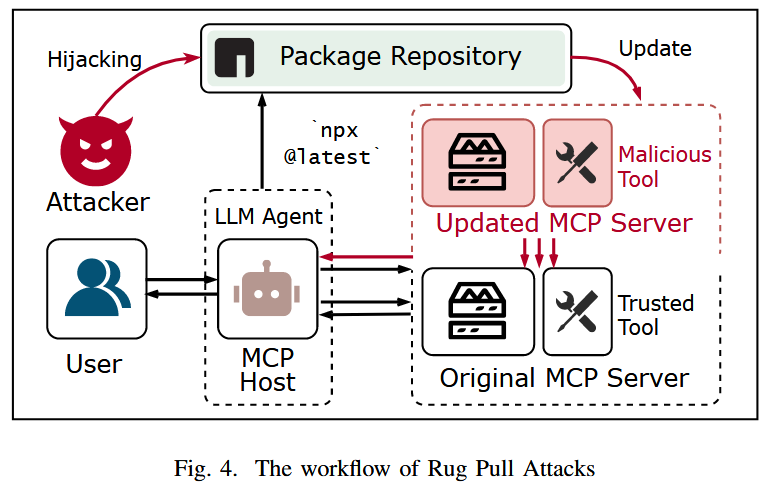 Hijacking
Package Repository
Update
`npx
@latest`
Attacker
LLM Agent
Malicious
Tool
Updated MCP Server
User
MCP
Host
Trusted
Tool
Original MCP Server
Fig. 4. The workflow of Rug Pull Attacks